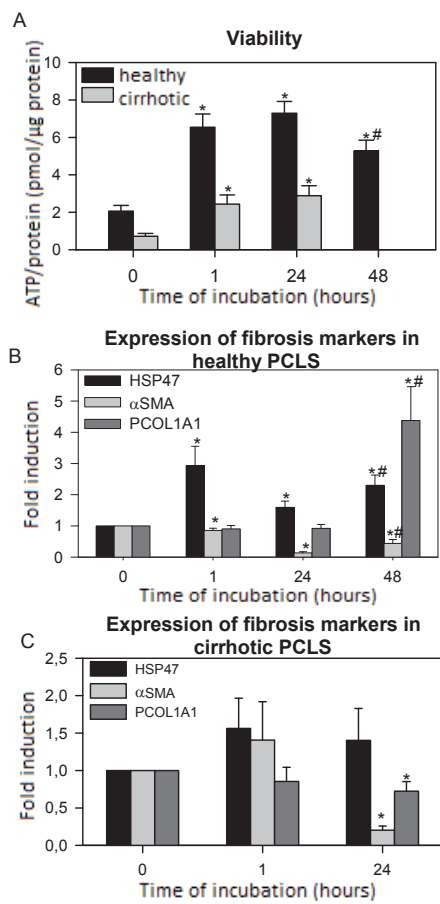 A
Viability
healthy
cirrhotic
ATP/protein (pmol/µg protein)
10
8
6
4
2
0
*
*
*
*
*#
0 1 24 48
Time of incubation (hours)
Expression of fibrosis markers in
healthy PCLS
B
HSP47
αSMA
PCOL1A1
Fold induction
6
5
4
3
2
1
0
*
*
*
*
*#
*#
*#
0 1 24 48
Time of incubation (hours)
Expression of fibrosis markers in
cirrhotic PCLS
C
HSP47
αSMA
PCOL1A1
Fold induction
2,5
2,0
1,5
1,0
0,5
0,0
*
*
0 1 24
Time of incubation (hours)